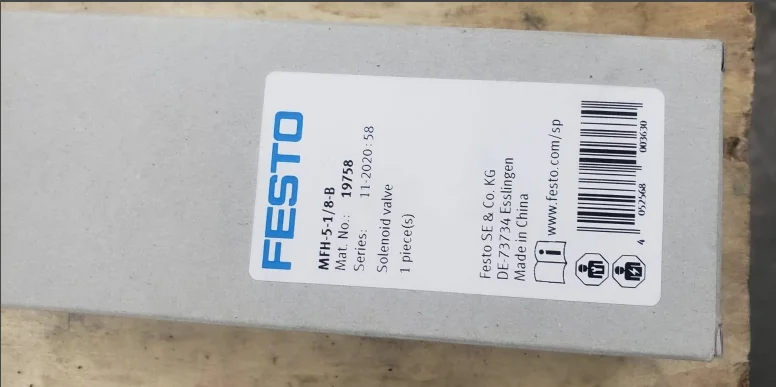 FESTO
MFH-5-1/8-B
Mat. No.: 19758
Series: 11-2020:58
Solenoid valve
1 piece(s)
Festo SE & Co. KG
DE-73734 Esslingen
Made in China
www.festo.com/sp
4 052568 003630